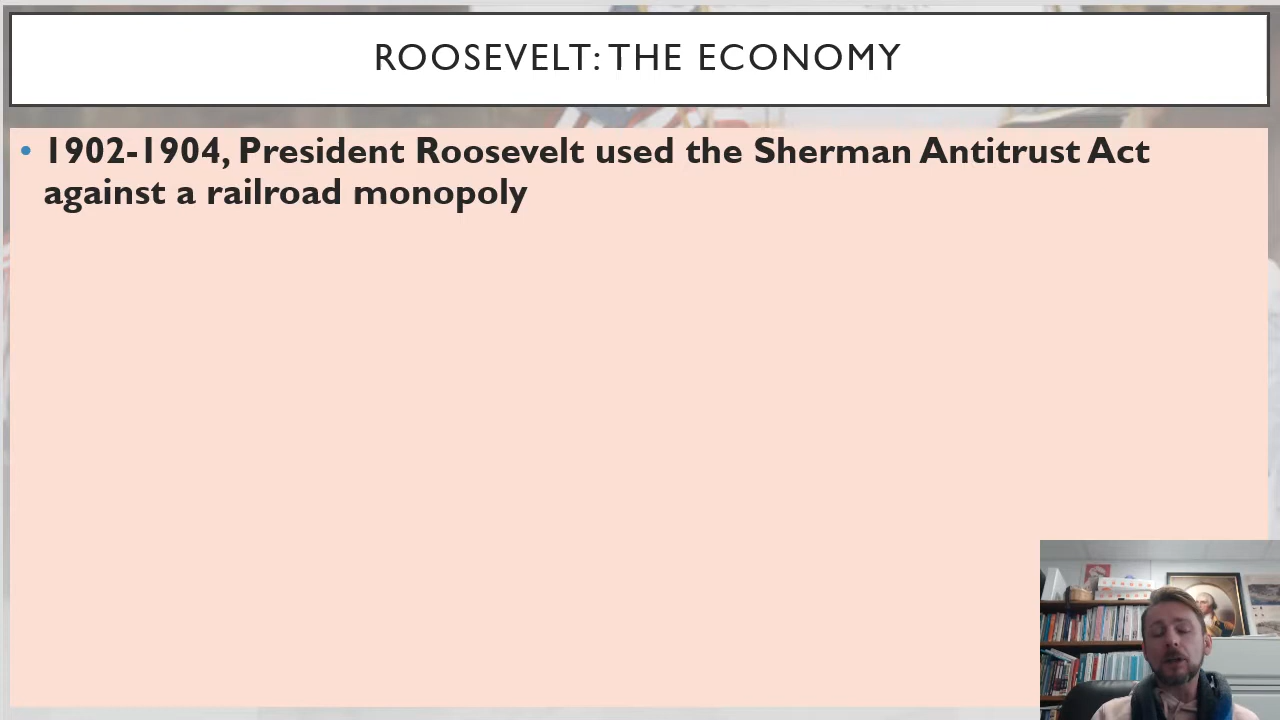 ROOSEVELT: THE ECONOMY
• 1902-1904, President Roosevelt used the Sherman Antitrust Act
against a railroad monopoly